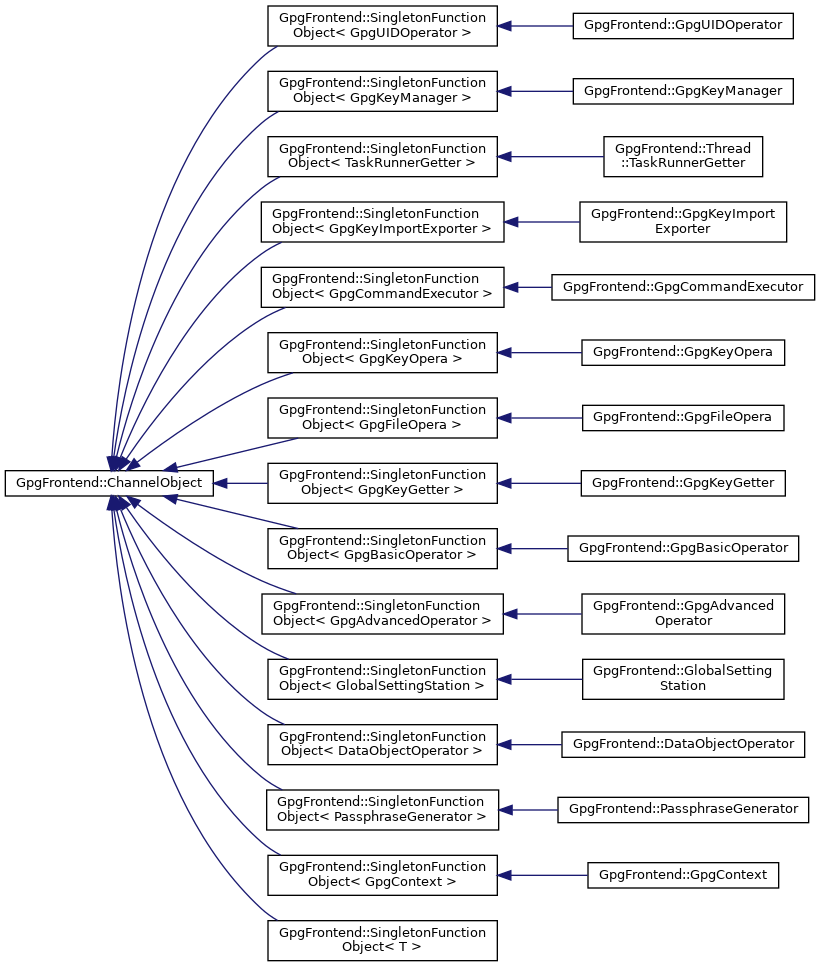 GpgFrontend::SingletonFunction
Object< GpgUIDOperator >
GpgFrontend::GpgUIDOperator
GpgFrontend::SingletonFunction
Object< GpgKeyManager >
GpgFrontend::GpgKeyManager
GpgFrontend::SingletonFunction
Object< TaskRunnerGetter >
GpgFrontend::Thread
::TaskRunnerGetter
GpgFrontend::SingletonFunction
Object< GpgKeyImportExporter >
GpgFrontend::GpgKeyImport
Exporter
GpgFrontend::SingletonFunction
Object< GpgCommandExecutor >
GpgFrontend::GpgCommandExecutor
GpgFrontend::SingletonFunction
Object< GpgKeyOpera >
GpgFrontend::GpgKeyOpera
GpgFrontend::SingletonFunction
Object< GpgFileOpera >
GpgFrontend::GpgFileOpera
GpgFrontend::ChannelObject
GpgFrontend::SingletonFunction
Object< GpgKeyGetter >
GpgFrontend::GpgKeyGetter
GpgFrontend::SingletonFunction
Object< GpgBasicOperator >
GpgFrontend::GpgBasicOperator
GpgFrontend::SingletonFunction
Object< GpgAdvancedOperator >
GpgFrontend::GpgAdvanced
Operator
GpgFrontend::SingletonFunction
Object< GlobalSettingStation >
GpgFrontend::GlobalSetting
Station
GpgFrontend::SingletonFunction
Object< DataObjectOperator >
GpgFrontend::DataObjectOperator
GpgFrontend::SingletonFunction
Object< PassphraseGenerator >
GpgFrontend::PassphraseGenerator
GpgFrontend::SingletonFunction
Object< GpgContext >
GpgFrontend::GpgContext
GpgFrontend::SingletonFunction
Object< T >